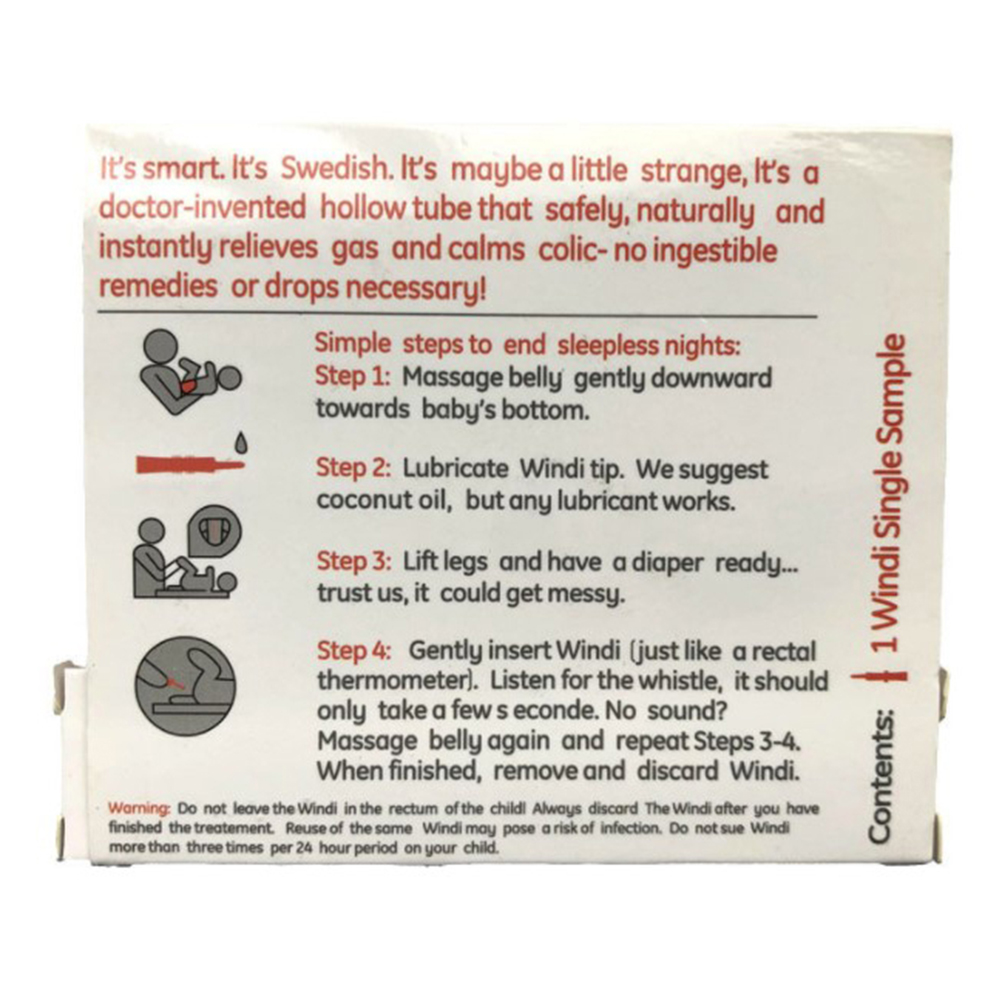 It's smart. It's Swedish. It's maybe a little strange, It's a
doctor-invented hollow tube that safely, naturally and
instantly relieves gas and calms colic- no ingestible
remedies or drops necessary!
Simple steps to end sleepless nights:
Step 1: Massage belly gently downward
towards baby's bottom.
Step 2: Lubricate Windi tip. We suggest
coconut oil, but any lubricant works.
Step 3: Lift legs and have a diaper ready...
trust us, it could get messy.
Step 4: Gently insert Windi (just like a rectal
thermometer). Listen for the whistle, it should
only take a few s econde. No sound?
Massage belly again and repeat Steps 3-4.
When finished, remove and discard Windi.
Warning: Do not leave the Windi in the rectum of the child! Always discard The Windi after you have
finished the treatement. Reuse of the same Windi may pose a risk of infection. Do not sue Windi
more than three times per 24 hour period on your child.
Contents: 1 Windi Single Sample